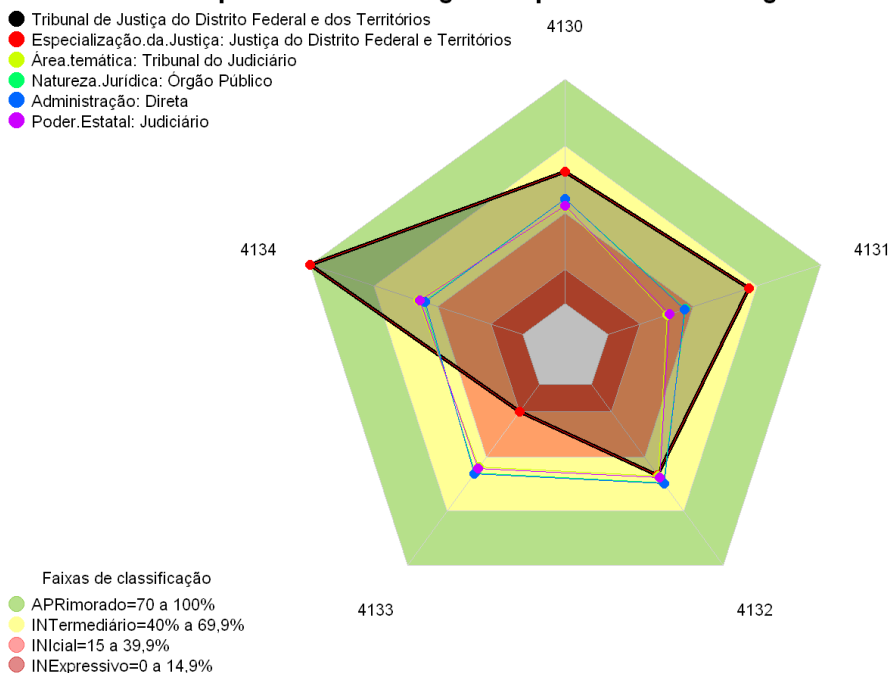 Tribunal de Justiça do Distrito Federal e dos Territórios
Especialização.da.Justiça: Justiça do Distrito Federal e Territórios
Área.temática: Tribunal do Judiciário
Natureza.Jurídica: Órgão Público
Administração: Direta
Poder.Estatal: Judiciário
4130
4131
4134
4133
4132
Faixas de classificação
APRimorado=70 a 100%
INTermediário=40% a 69,9%
INIcial=15 a 39,9%
INExpressivo=0 a 14,9%